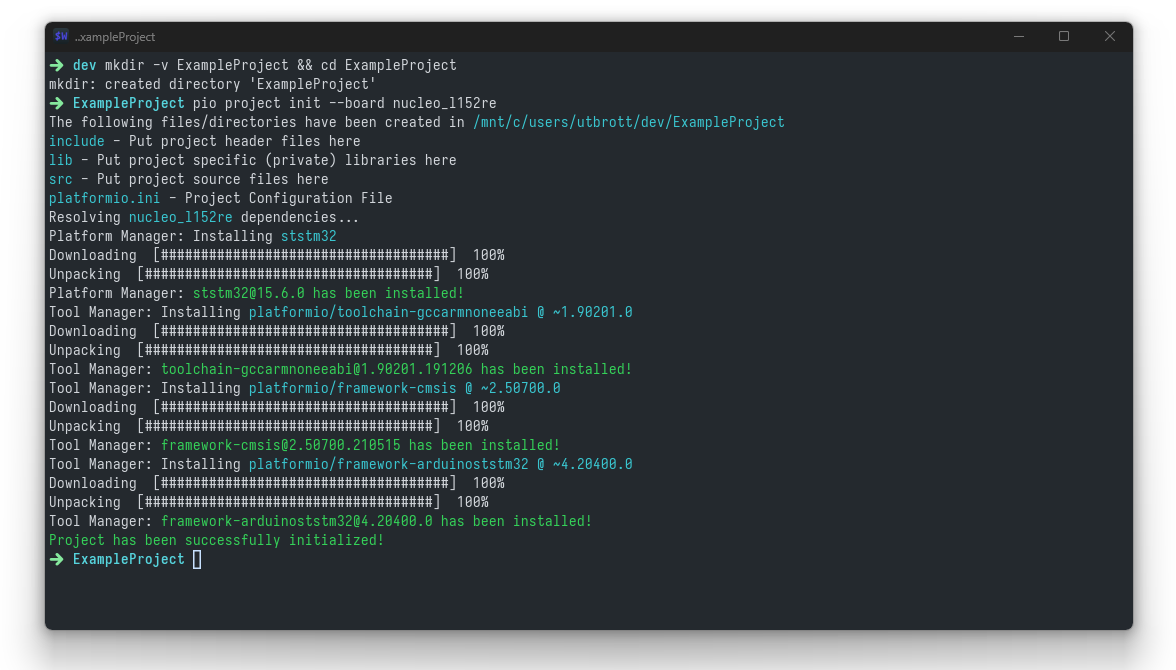 $W ..xampleProject
➔ dev mkdir -v ExampleProject && cd ExampleProject
mkdir: created directory 'ExampleProject'
➔ ExampleProject pio project init --board nucleo_l152re
The following files/directories have been created in /mnt/c/users/utbrott/dev/ExampleProject
include - Put project header files here
lib - Put project specific (private) libraries here
src - Put project source files here
platformio.ini - Project Configuration File
Resolving nucleo_l152re dependencies...
Platform Manager: Installing ststm32
Downloading  [####################################]  100%
Unpacking  [####################################]  100%
Platform Manager: ststm32@15.6.0 has been installed!
Tool Manager: Installing platformio/toolchain-gccarmnoneeabi @ ~1.90201.0
Downloading  [####################################]  100%
Unpacking  [####################################]  100%
Tool Manager: toolchain-gccarmnoneeabi@1.90201.191206 has been installed!
Tool Manager: Installing platformio/framework-cmsis @ ~2.50700.0
Downloading  [####################################]  100%
Unpacking  [####################################]  100%
Tool Manager: framework-cmsis@2.50700.210515 has been installed!
Tool Manager: Installing platformio/framework-arduinoststm32 @ ~4.20400.0
Downloading  [####################################]  100%
Unpacking  [####################################]  100%
Tool Manager: framework-arduinoststm32@4.20400.0 has been installed!
Project has been successfully initialized!
➔ ExampleProject